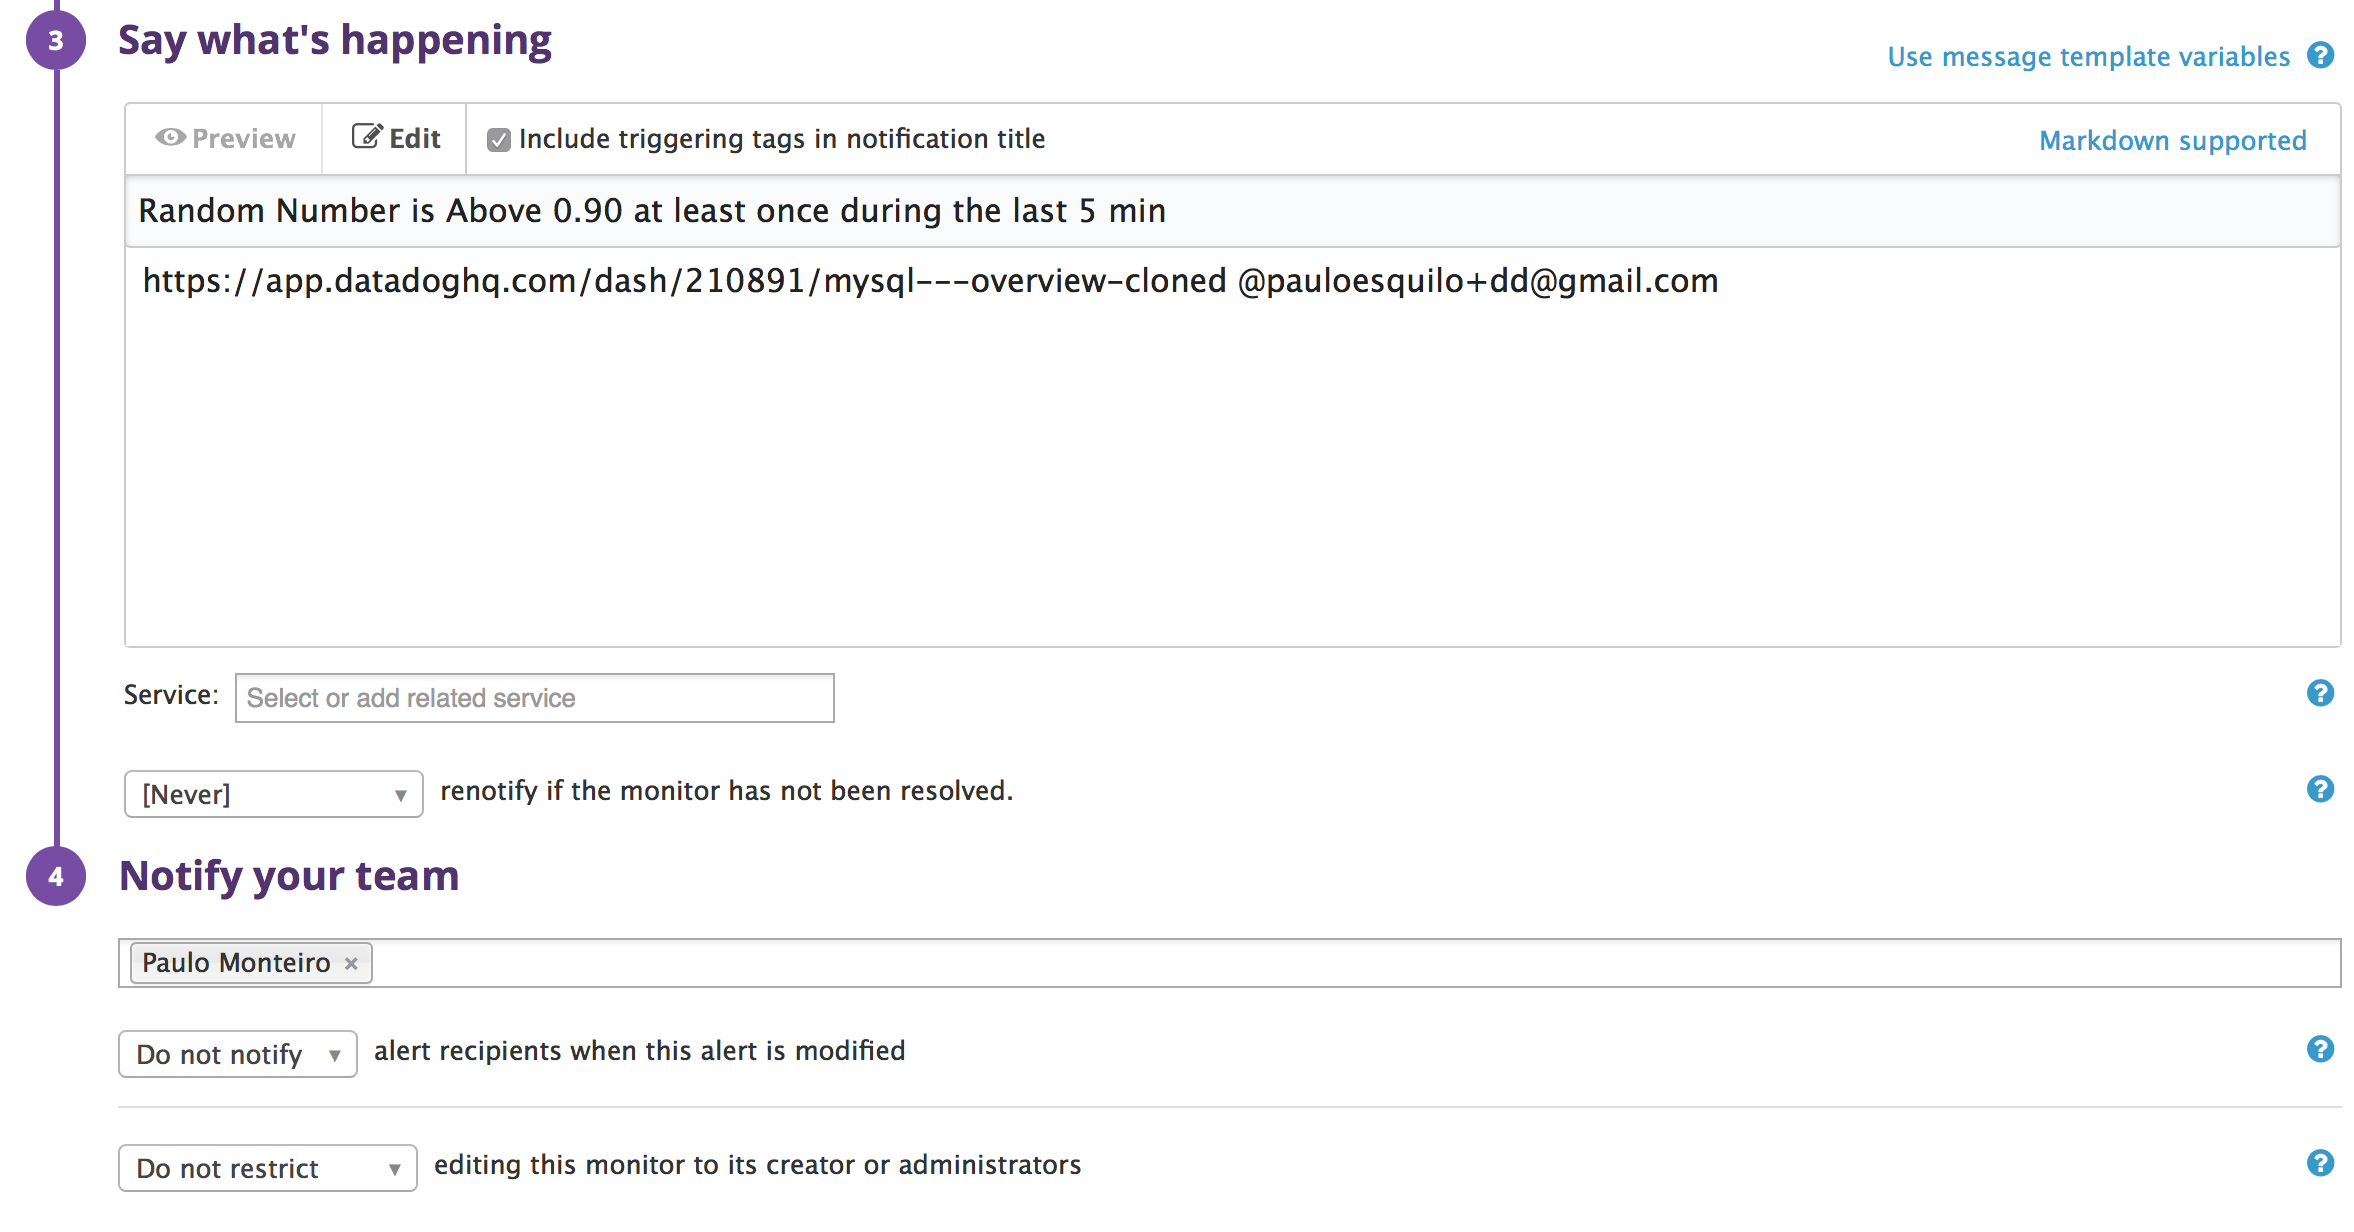 3
Say what's happening
Use message template variables ?
Preview Edit Include triggering tags in notification title Markdown supported
Random Number is Above 0.90 at least once during the last 5 min
https://app.datadoghq.com/dash/210891/mysql---overview-cloned @pauloesquilo+dd@gmail.com
Service: Select or add related service ?
[Never] ▼ renotify if the monitor has not been resolved. ?
4
Notify your team
Paulo Monteiro ×
Do not notify ▼ alert recipients when this alert is modified ?
Do not restrict ▼ editing this monitor to its creator or administrators ?